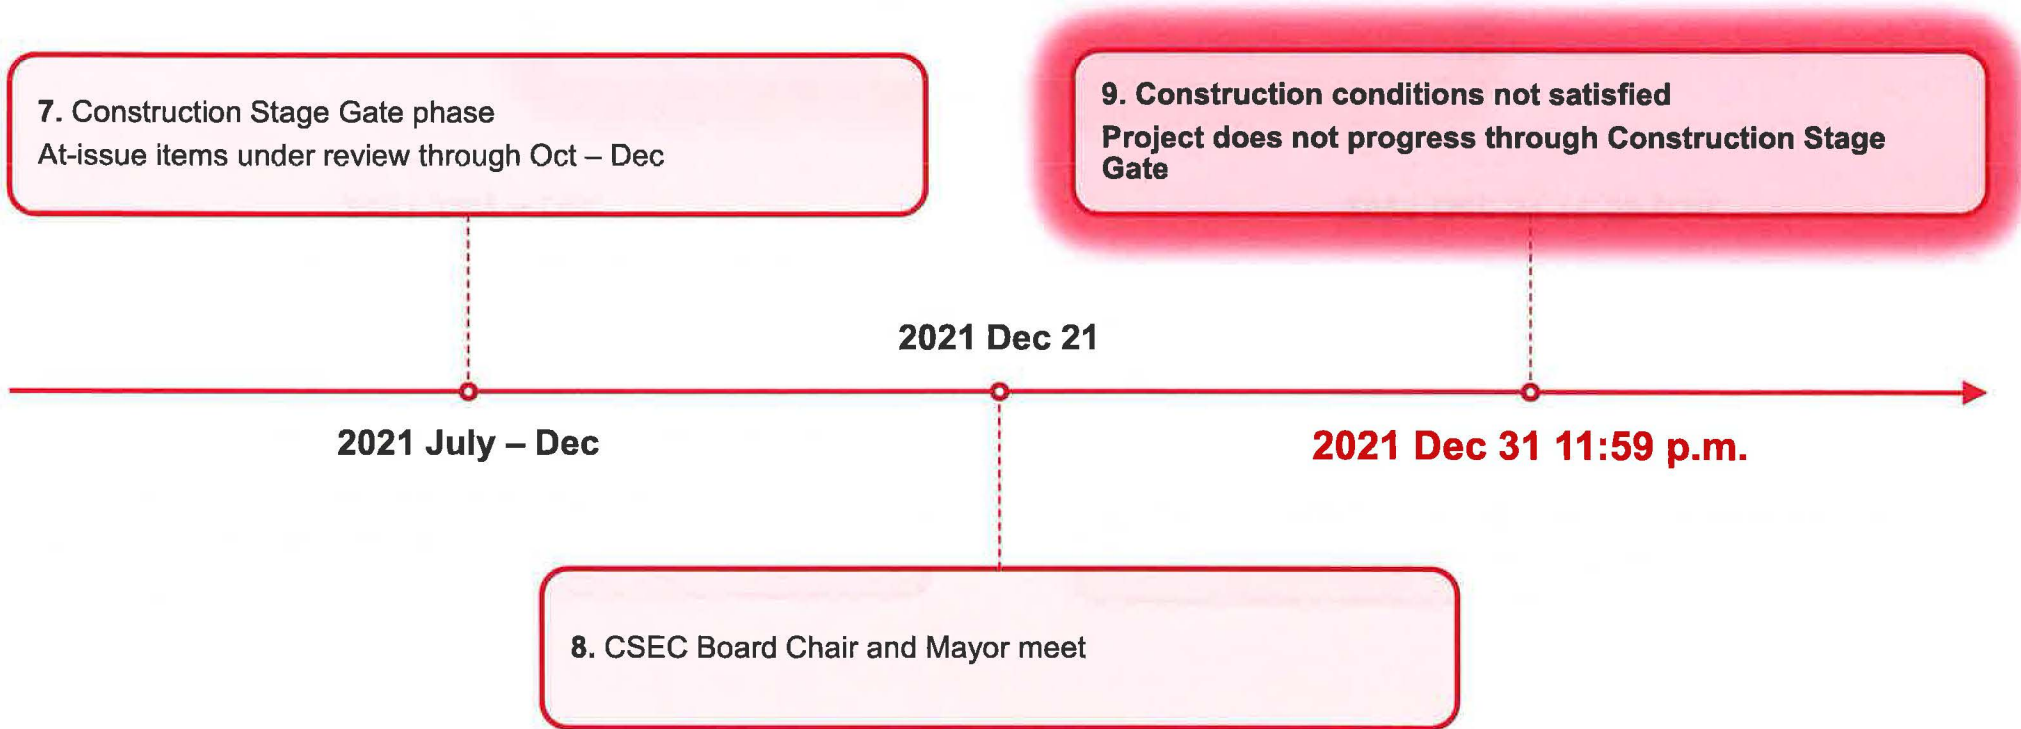 7. Construction Stage Gate phase
At-issue items under review through Oct – Dec
9. Construction conditions not satisfied
Project does not progress through Construction Stage
Gate
2021 Dec 21
2021 July – Dec
2021 Dec 31 11:59 p.m.
8. CSEC Board Chair and Mayor meet